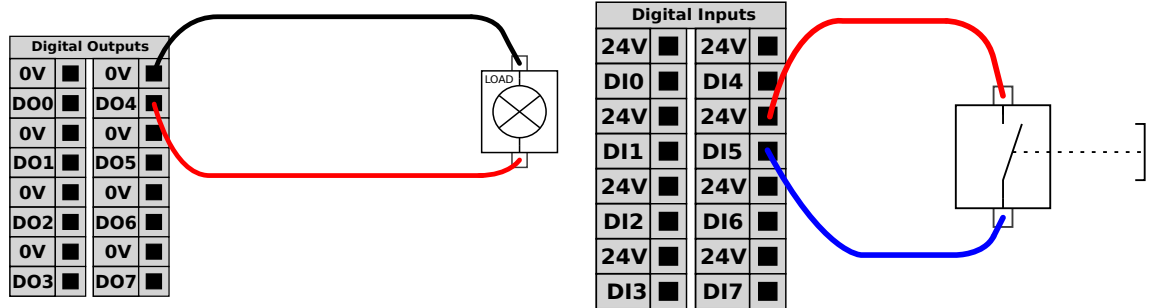 Digital Outputs
0V 0V
DO0 DO4
0V 0V
DO1 DO5
0V 0V
DO2 DO6
0V 0V
DO3 DO7
LOAD
Digital Inputs
24V 24V
DI0 DI4
24V 24V
DI1 DI5
24V 24V
DI2 DI6
24V 24V
DI3 DI7